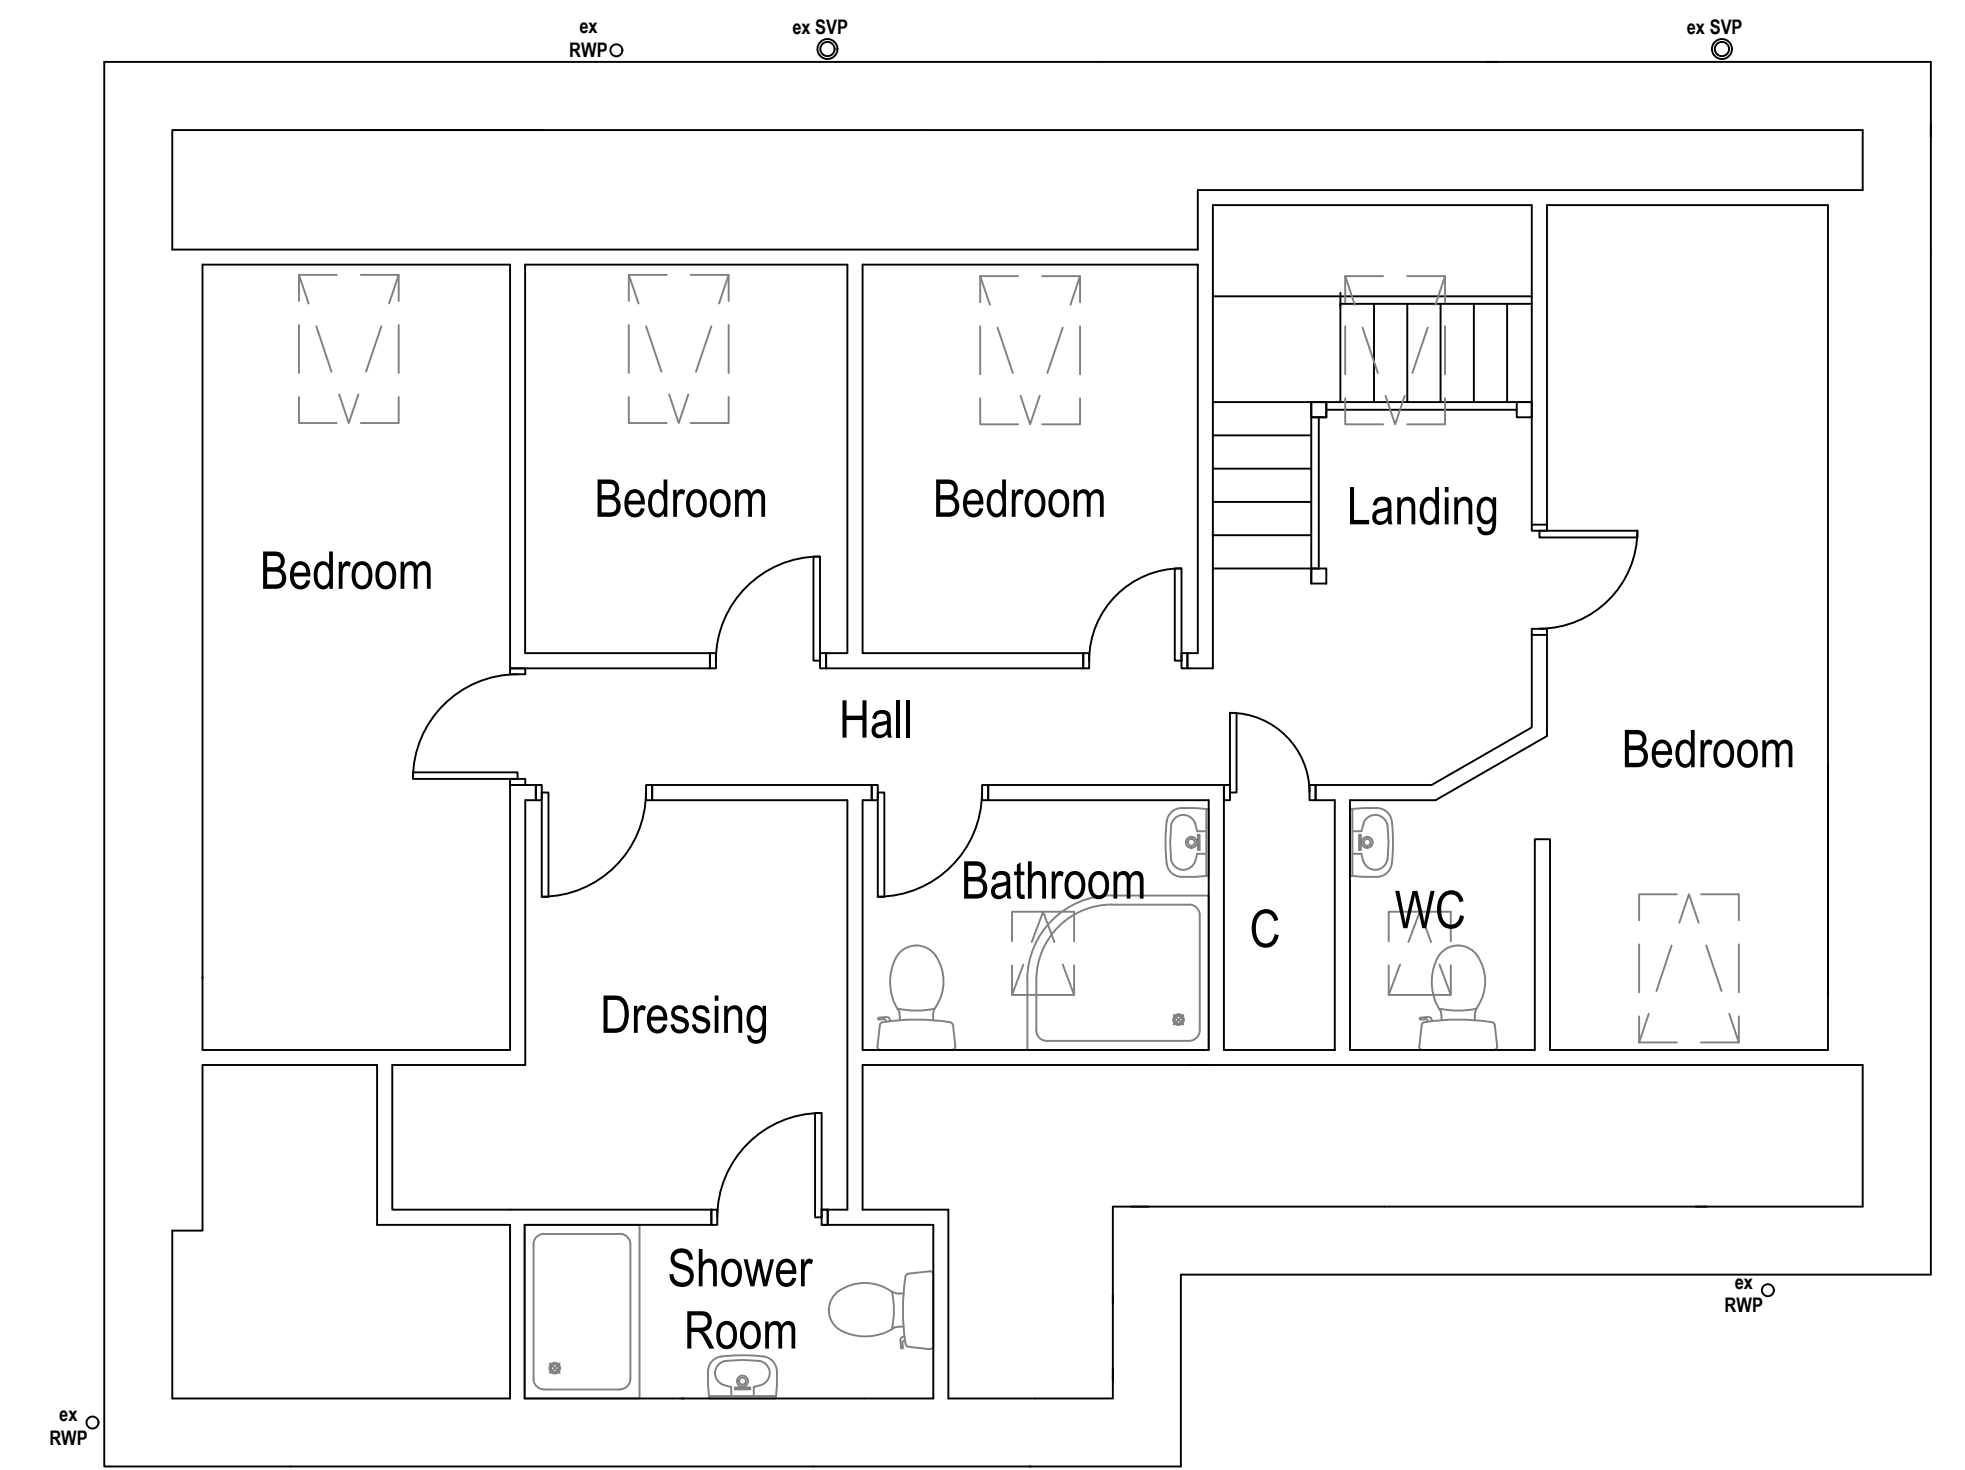 ex
RWP
ex SVP
ex SVP
Bedroom
Bedroom
Landing
Bedroom
Hall
Bedroom
Bathroom
C
WC
Dressing
Shower
Room
ex
RWP
ex
RWP